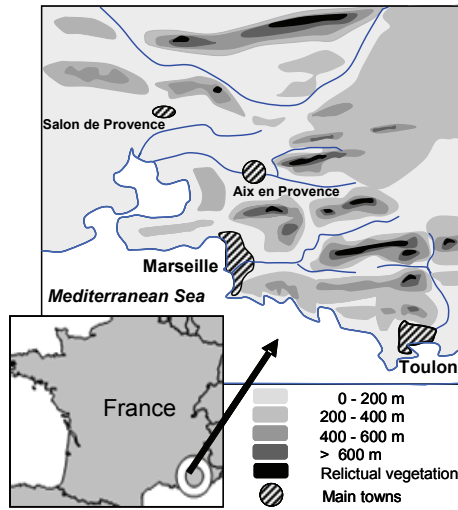 Salon de Provence
Aix en Provence
Marseille
Mediterranean Sea
Toulon
France
0 - 200 m
200 - 400 m
400 - 600 m
> 600 m
Relictual vegetation
Main towns